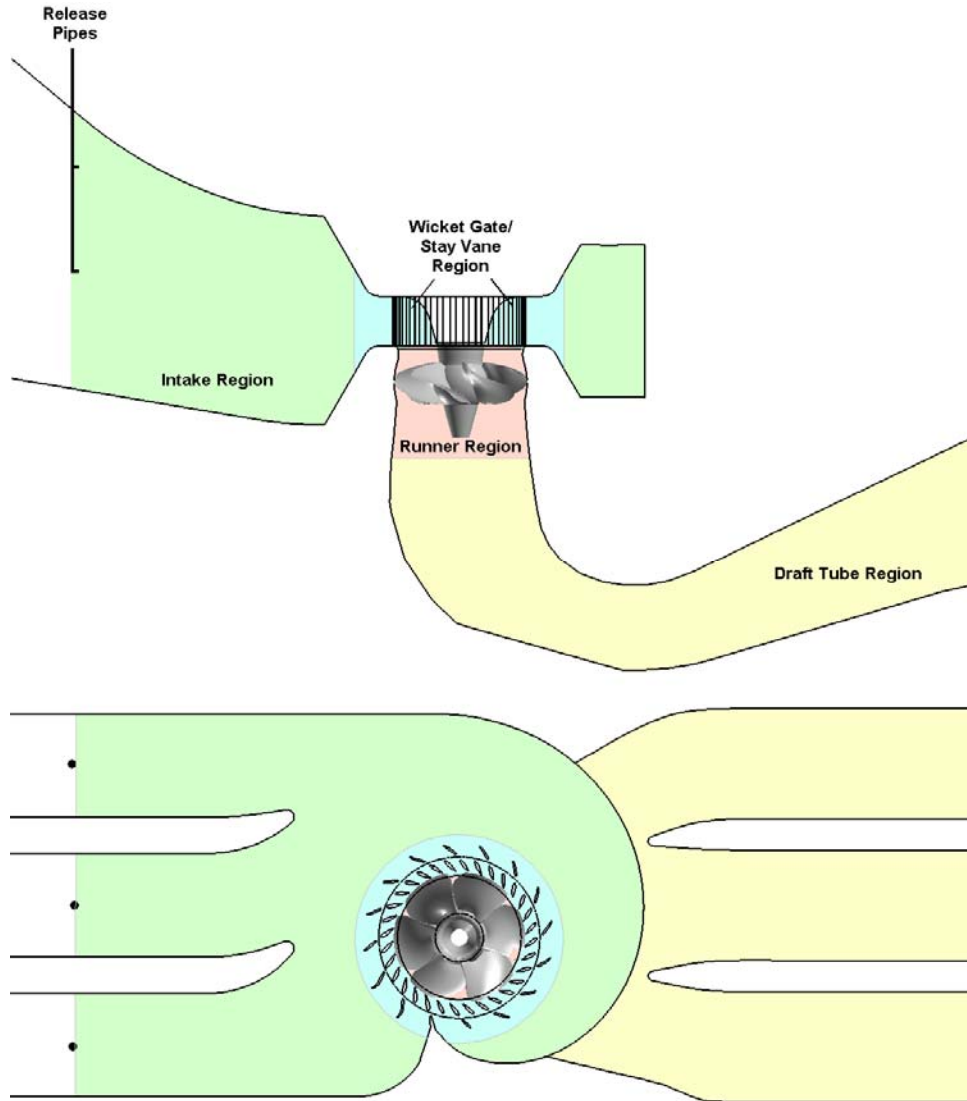 Release
Pipes
Wicket Gate/
Stay Vane
Region
Intake Region
Runner Region
Draft Tube Region